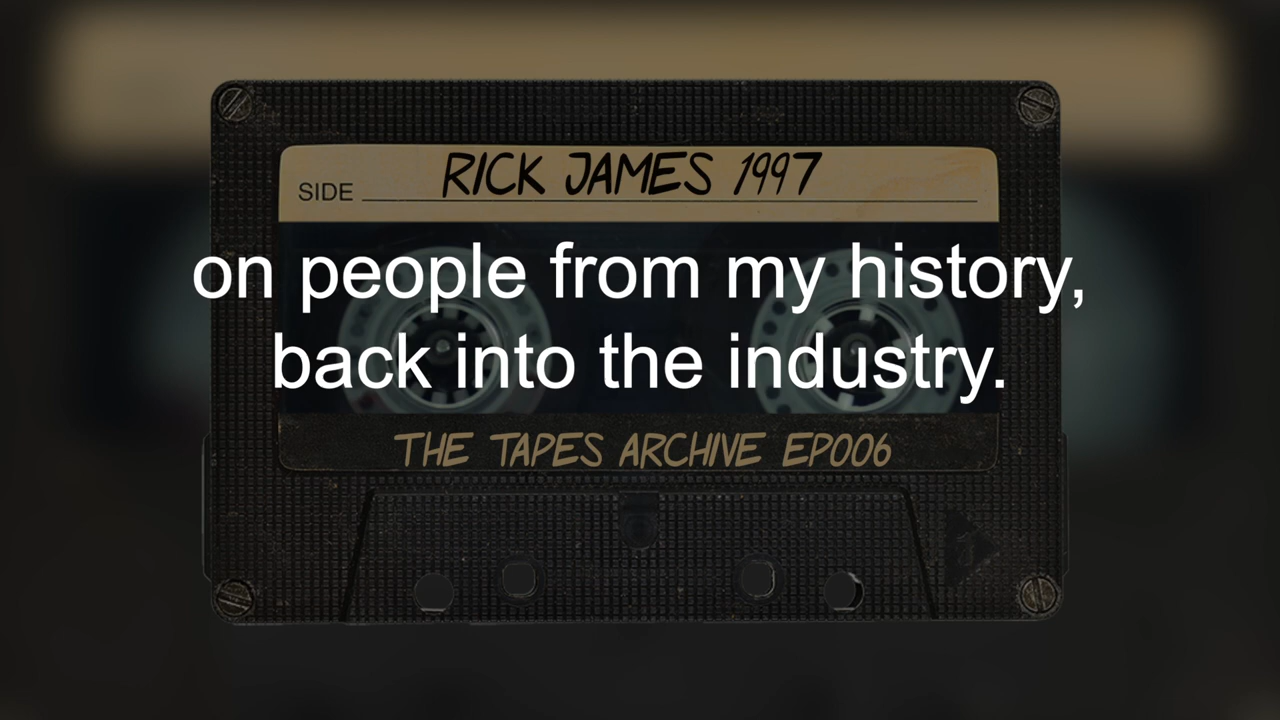 RICK JAMES 1997
SIDE
on people from my history,
back into the industry.
THE TAPES ARCHIVE EP006